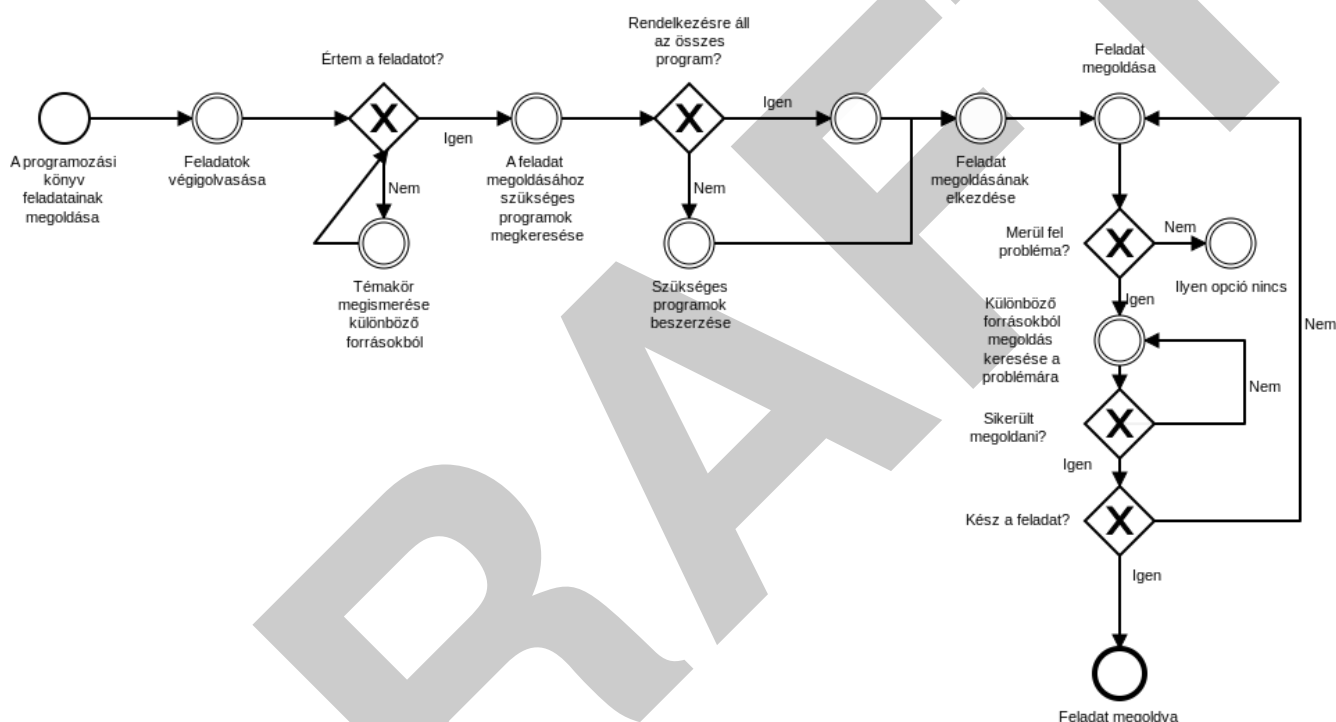 A programozási
könyv
feladatainak
megoldása
Feladatok
végigolvasása
Értem a feladatot?
Igen
Nem
Témakör
megismerése
különböző
forrásokból
A feladat
megoldásához
szükséges
programok
megkeresése
Rendelkezésre áll
az összes
program?
Igen
Nem
Szükséges
programok
beszerzése
Feladat
megoldásának
elkezdése
Feladat
megoldása
Merül fel
probléma?
Nem
Ilyen opció nincs
Igen
Különböző
forrásokból
megoldás
keresése a
problémára
Nem
Sikerült
megoldani?
Igen
Kész a feladat?
Nem
Igen
Feladat megoldva
RAFT